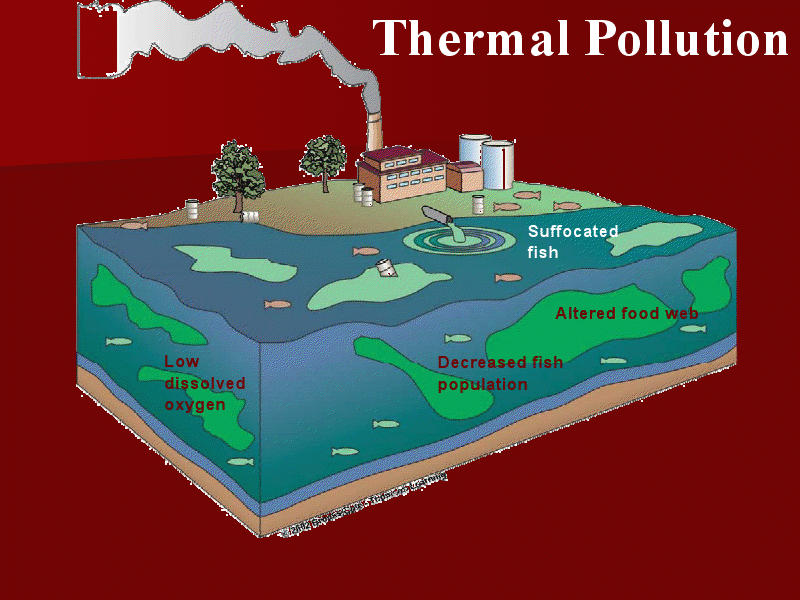 Thermal Pollution
Suffocated
fish
Altered food web
Low
dissolved
oxygen
Decreased fish
population